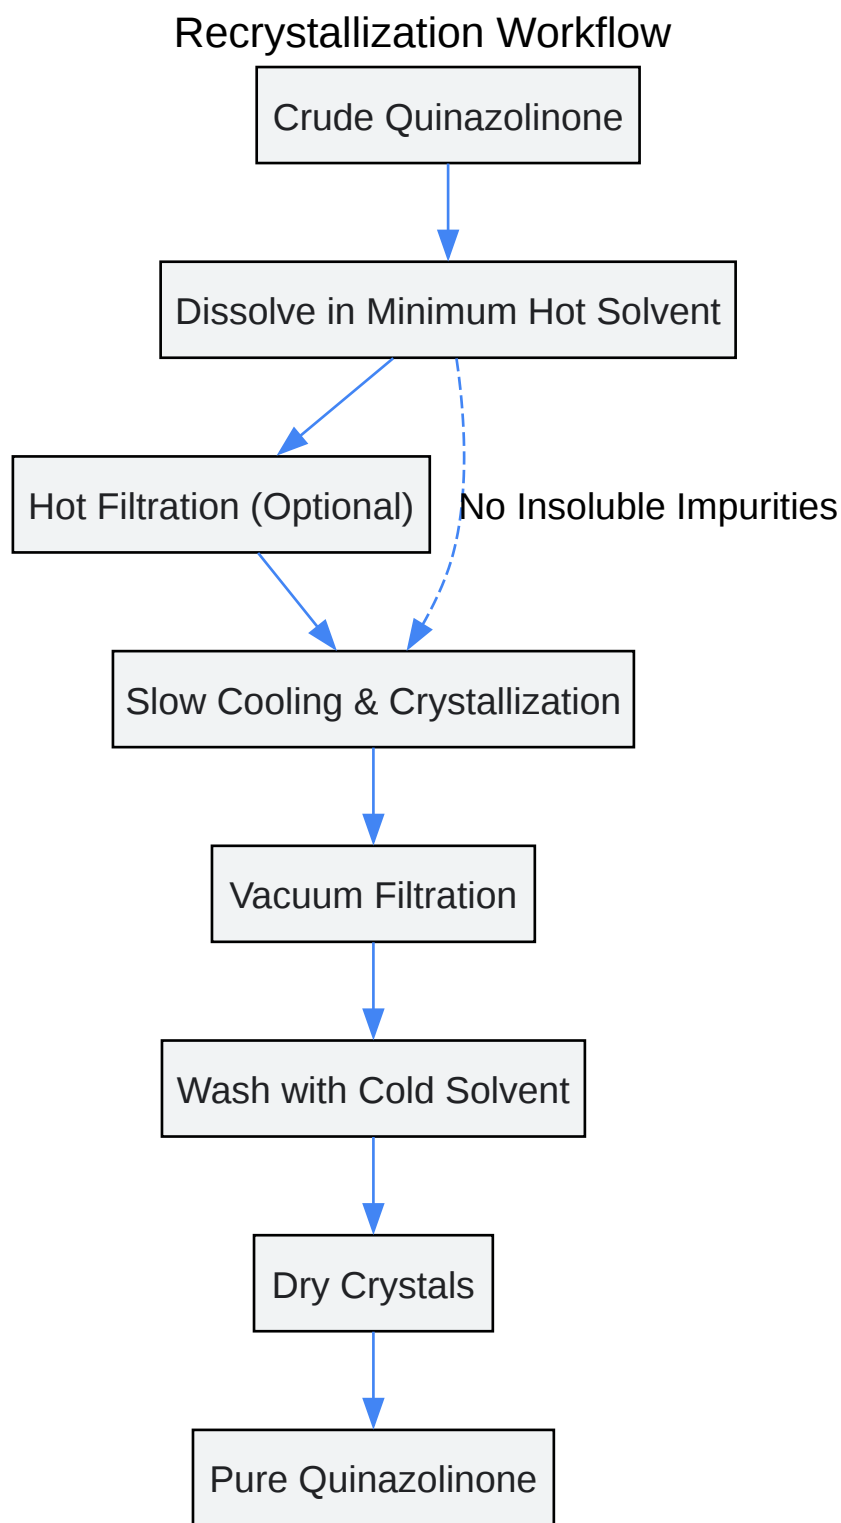 Recrystallization Workflow
Crude Quinazolinone
Dissolve in Minimum Hot Solvent
Hot Filtration (Optional)
No Insoluble Impurities
Slow Cooling & Crystallization
Vacuum Filtration
Wash with Cold Solvent
Dry Crystals
Pure Quinazolinone